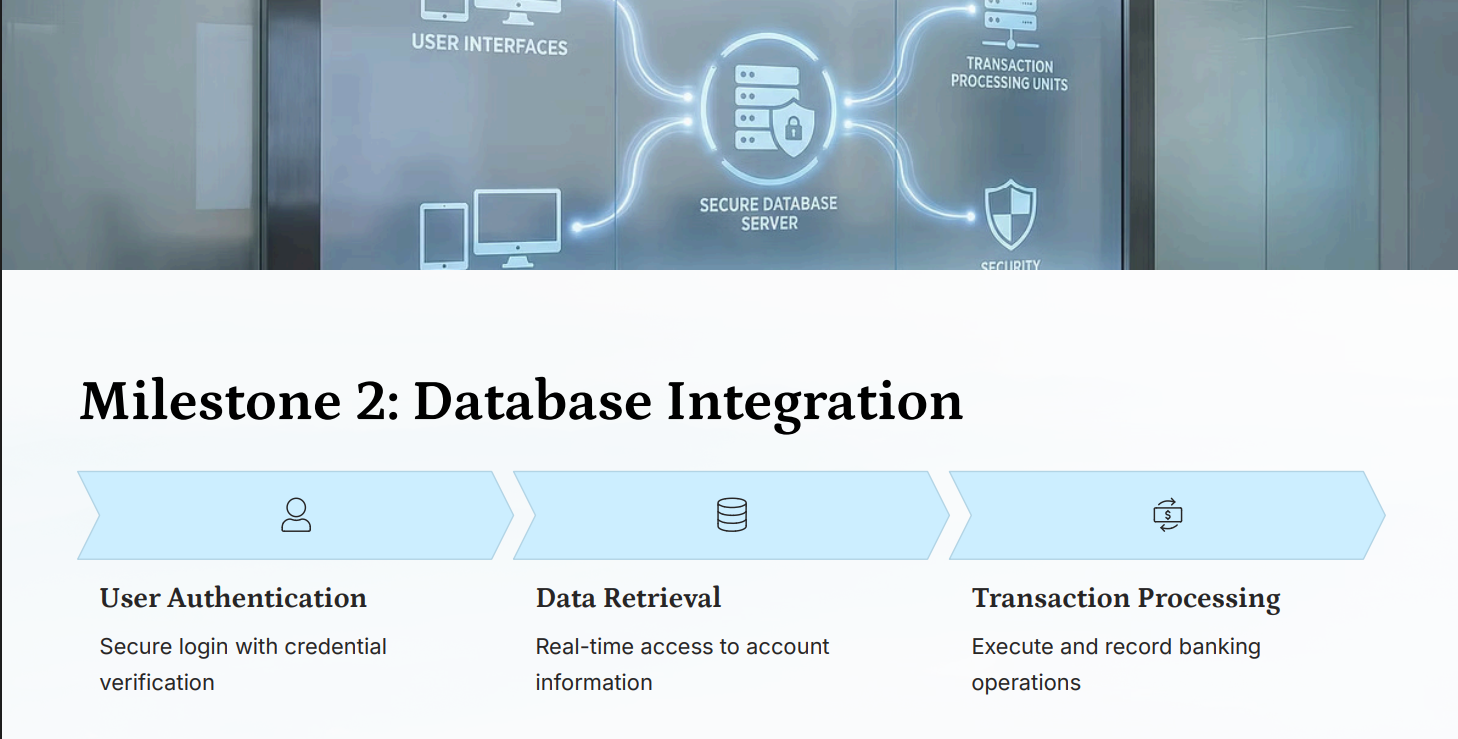 USER INTERFACES
TRANSACTION
PROCESSING UNITS
SECURE DATABASE
SERVER
SECURITY
Milestone 2: Database Integration
$
User Authentication
Data Retrieval
Transaction Processing
Secure login with credential
verification
Real-time access to account
information
Execute and record banking
operations